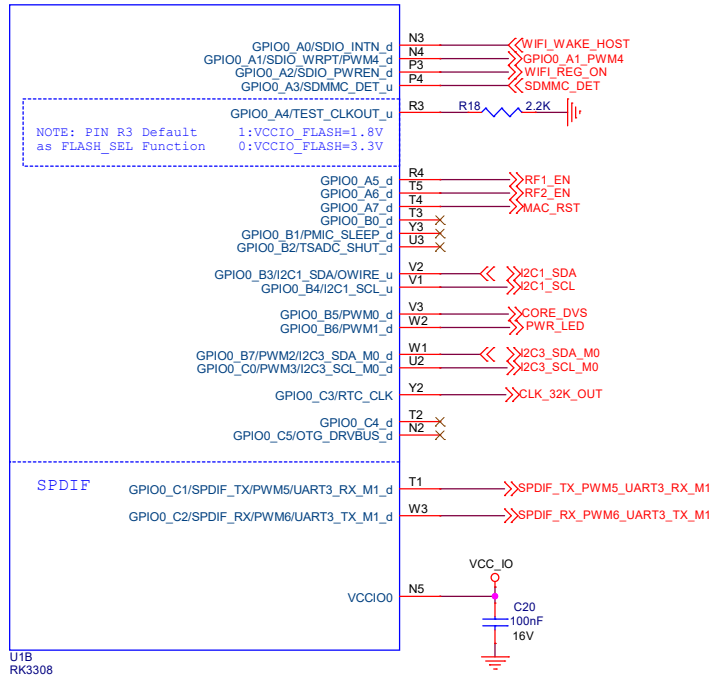 GPIO0_A0/SDIO_INTN_d N3 WIFI_WAKE_HOST
GPIO0_A1/SDIO_WRPT/PWM4_d N4 GPIO0_A1_PWM4
GPIO0_A2/SDIO_PWREN_d P3 WIFI_REG_ON
GPIO0_A3/SDMMC_DET_u P4 SDMMC_DET
GPIO0_A4/TEST_CLKOUT_u R3 R18 2.2K
NOTE: PIN R3 Default 1:VCCIO_FLASH=1.8V
as FLASH_SEL Function 0:VCCIO_FLASH=3.3V
GPIO0_A5_d R4 RF1_EN
GPIO0_A6_d T5 RF2_EN
GPIO0_A7_d T4 MAC_RST
GPIO0_B0_d T3
GPIO0_B1/PMIC_SLEEP_d Y3
GPIO0_B2/TSADC_SHUT_d U3
GPIO0_B3/I2C1_SDA/OWIRE_u V2 I2C1_SDA
GPIO0_B4/I2C1_SCL_u V1 I2C1_SCL
GPIO0_B5/PWM0_d V3 CORE_DVS
GPIO0_B6/PWM1_d W2 PWR_LED
GPIO0_B7/PWM2/I2C3_SDA_M0_d W1 I2C3_SDA_M0
GPIO0_C0/PWM3/I2C3_SCL_M0_d U2 I2C3_SCL_M0
GPIO0_C3/RTC_CLK Y2 CLK_32K_OUT
GPIO0_C4_d T2
GPIO0_C5/OTG_DRVBUS_d N2
SPDIF
GPIO0_C1/SPDIF_TX/PWM5/UART3_RX_M1_d T1 SPDIF_TX_PWM5_UART3_RX_M1
GPIO0_C2/SPDIF_RX/PWM6/UART3_TX_M1_d W3 SPDIF_RX_PWM6_UART3_TX_M1
VCC_IO
VCCIO0 N5
C20
100nF
16V
U1B
RK3308